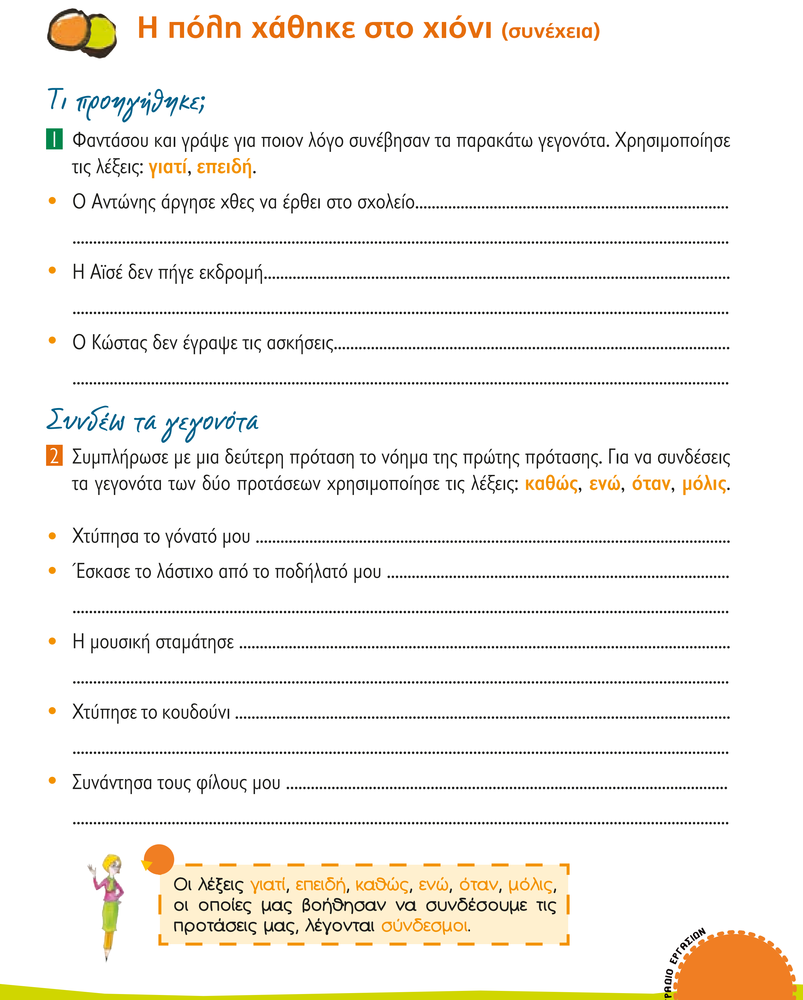 Η πόλη χάθηκε στο χιόνι (συνέχεια)
Τι προηγήθηκε;
1 Φαντάσου και γράψε για ποιον λόγο συνέβησαν τα παρακάτω γεγονότα. Χρησιμοποίησε
τις λέξεις: γιατί, επειδή.
• Ο Αντώνης άργησε χθες να έρθει στο σχολείο
• Η Αϊσέ δεν πήγε εκδρομή
• Ο Κώστας δεν έγραψε τις ασκήσεις
Συνδέω τα γεγονότα
2 Συμπλήρωσε με μια δεύτερη πρόταση το νόημα της πρώτης πρότασης. Για να συνδέσεις
τα γεγονότα των δύο προτάσεων χρησιμοποίησε τις λέξεις: καθώς, ενώ, όταν, μόλις.
• Χτύπησα το γόνατό μου
• Έσκασε το λάστιχο από το ποδήλατό μου
• Η μουσική σταμάτησε
• Χτύπησε το κουδούνι
• Συνάντησα τους φίλους μου
Οι λέξεις γιατί, επειδή, καθώς, ενώ, όταν, μόλις,
οι οποίες μας βοήθησαν να συνδέσουμε τις
προτάσεις μας, λέγονται σύνδεσμοι.
ΕΡΓΑΣΙΩΝ